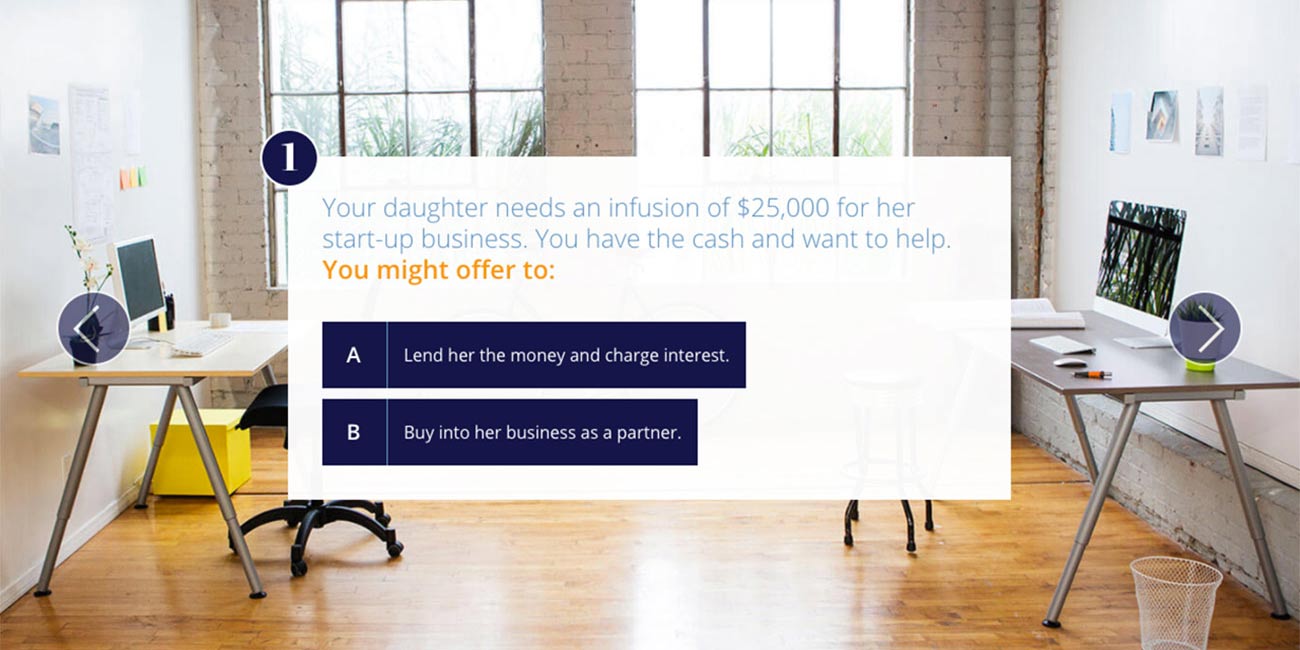 1
Your daughter needs an infusion of $25,000 for her
start-up business. You have the cash and want to help.
You might offer to:
A Lend her the money and charge interest.
B Buy into her business as a partner.